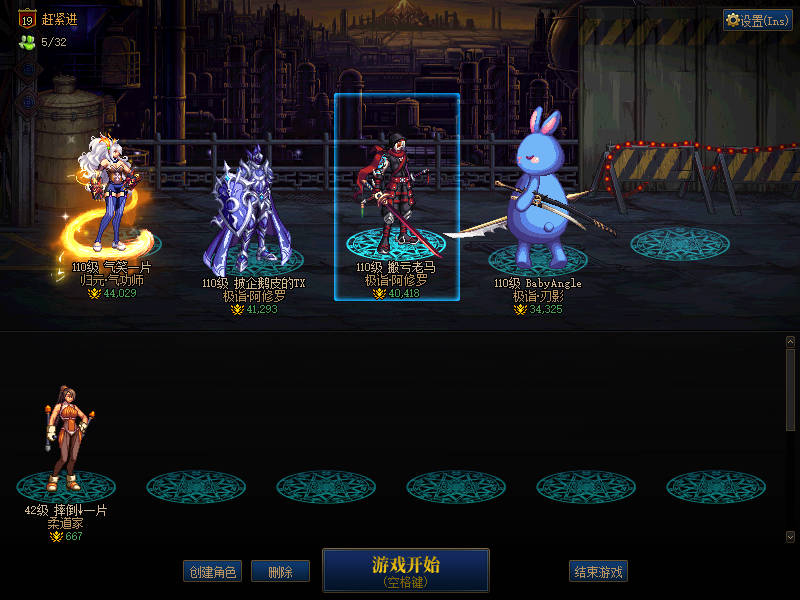 19 赶紧进
设置(Ins)
5/32
110级 气笑一片
归元·气功师
44,029
110级 披企鹅皮的TX
极诣·阿修罗
41,293
110级 搬亏老马
极诣·阿修罗
40,418
110级 BabyAngle
极诣·刃影
34,325
42级 摔倒一片
柔道家
667
创建角色
删除
游戏开始
(空格键)
结束游戏